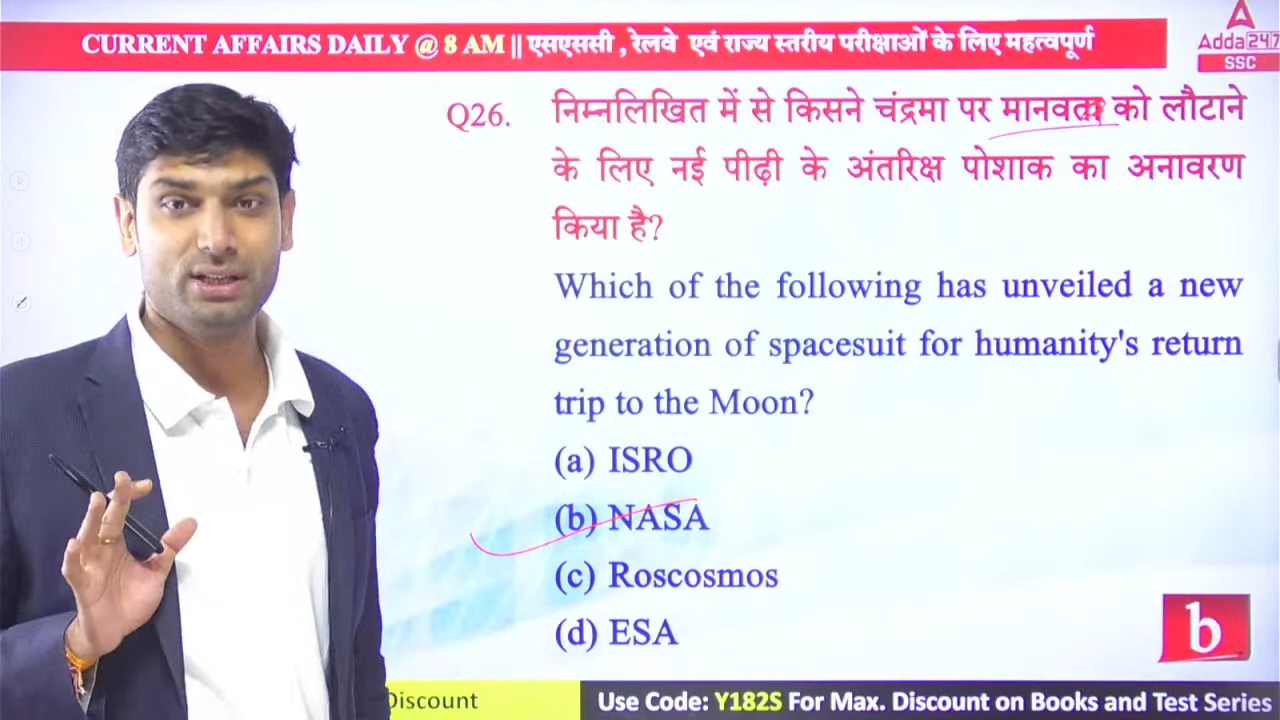 CURRENT AFFAIRS DAILY @ 8 AM || एसएससी , रेलवे एवं राज्य स्तरीय परीक्षाओं के लिए महत्वपूर्ण
Adda247
SSC
Q26. निम्नलिखित में से किसने चंद्रमा पर मानवता को लौटाने
के लिए नई पीढ़ी के अंतरिक्ष पोशाक का अनावरण
किया है?
Which of the following has unveiled a new
generation of spacesuit for humanity's return
trip to the Moon?
(a) ISRO
(b) NASA
(c) Roscosmos
(d) ESA
b
Discount
Use Code: Y182S For Max. Discount on Books and Test Series